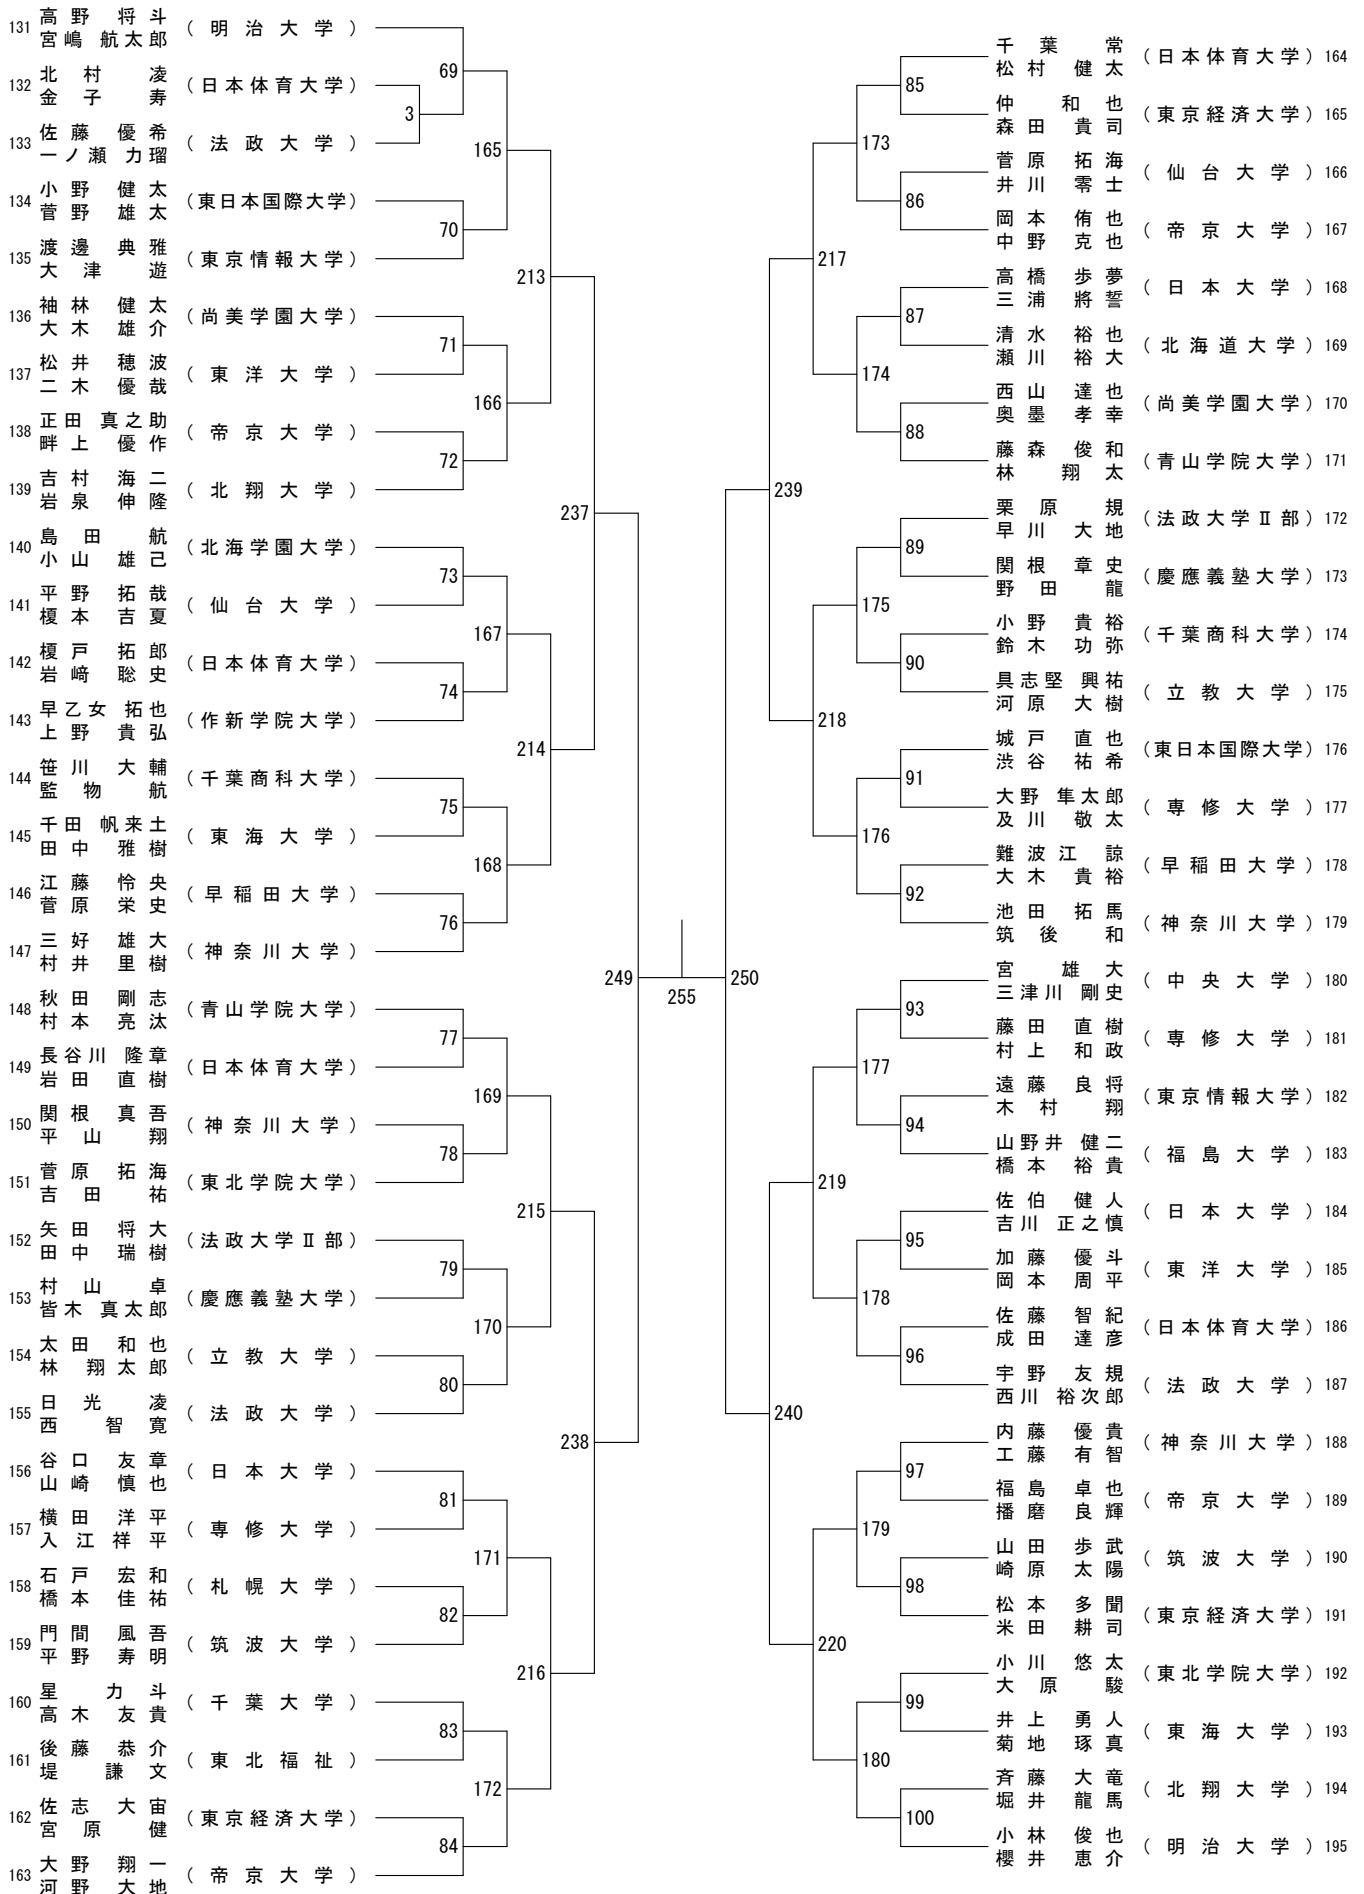 131 高野 将斗 (明治大学)
宮嶋 航太郎
132 北村 凌 (日本体育大学)
金子 寿
133 佐藤 優希 (法政大学)
一ノ瀬 力瑠
134 小野 健太 (東日本国際大学)
菅野 雄太
135 渡邊 典雅 (東京情報大学)
大津 遊
136 袖林 健太 (尚美学園大学)
大木 雄介
137 松井 穂波 (東洋大学)
二木 優哉
138 正田 真之助 (帝京大学)
畔上 優作
139 吉村 海二 (北翔大学)
岩泉 伸隆
140 島田 航 (北海学園大学)
小山 雄己
141 平野 拓哉 (仙台大学)
榎本 吉夏
142 榎戸 拓郎 (日本体育大学)
岩﨑 聡史
143 早乙女 拓也 (作新学院大学)
上野 貴弘
144 笹川 大輔 (千葉商科大学)
監物 航
145 千田 帆来土 (東海大学)
田中 雅樹
146 江藤 怜央 (早稲田大学)
菅原 栄史
147 三好 雄大 (神奈川大学)
村井 里樹
148 秋田 剛志 (青山学院大学)
村本 亮汰
149 長谷川 隆章 (日本体育大学)
岩田 直樹
150 関根 真吾 (神奈川大学)
平山 翔
151 菅原 拓海 (東北学院大学)
吉田 祐
152 矢田 将大 (法政大学Ⅱ部)
田中 瑞樹
153 村山 卓 (慶應義塾大学)
皆木 真太郎
154 太田 和也 (立教大学)
林 翔太郎
155 日光 凌 (法政大学)
西 智寛
156 谷口 友章 (日本大学)
山崎 慎也
157 横田 洋平 (専修大学)
入江 祥平
158 石戸 宏和 (札幌大学)
橋本 佳祐
159 門間 風吾 (筑波大学)
平野 寿明
160 星 力斗 (千葉大学)
高木 友貴
161 後藤 恭介 (東北福祉)
堤 謙文
162 佐志 大宙 (東京経済大学)
宮原 健
163 大野 翔一 (帝京大学)
河野 大地
3
69
70
71
72
73
74
75
76
77
78
79
80
81
82
83
84
165
166
167
168
169
170
171
172
213
214
215
216
237
238
249
255
250
239
240
217
218
219
220
173
174
175
176
177
178
179
180
85
86
87
88
89
90
91
92
93
94
95
96
97
98
99
100
千葉 常 (日本体育大学) 164
松村 健太
仲 和也 (東京経済大学) 165
森田 貴司
菅原 拓海 (仙台大学) 166
井川 零士
岡本 侑也 (帝京大学) 167
中野 克也
高橋 歩夢 (日本大学) 168
三浦 將誓
清水 裕也 (北海道大学) 169
瀬川 裕大
西山 達也 (尚美学園大学) 170
奥墨 孝幸
藤森 俊和 (青山学院大学) 171
林 翔太
栗原 規 (法政大学Ⅱ部) 172
早川 大地
関根 章史 (慶應義塾大学) 173
野田 龍
小野 貴裕 (千葉商科大学) 174
鈴木 功弥
具志堅 興祐 (立教大学) 175
河原 大樹
城戸 直也 (東日本国際大学) 176
渋谷 祐希
大野 隼太郎 (専修大学) 177
及川 敬太
難波江 諒 (早稲田大学) 178
大木 貴裕
池田 拓馬 (神奈川大学) 179
筑後 和
宮 雄大 (中央大学) 180
三津川 剛史
藤田 直樹 (専修大学) 181
村上 和政
遠藤 良将 (東京情報大学) 182
木村 翔
山野井 健二 (福島大学) 183
橋本 裕貴
佐伯 健人 (日本大学) 184
吉川 正之慎
加藤 優斗 (東洋大学) 185
岡本 周平
佐藤 智紀 (日本体育大学) 186
成田 達彦
宇野 友規 (法政大学) 187
西川 裕次郎
内藤 優貴 (神奈川大学) 188
工藤 有智
福島 卓也 (帝京大学) 189
播磨 良輝
山田 歩武 (筑波大学) 190
崎原 太陽
松本 多聞 (東京経済大学) 191
米田 耕司
小川 悠太 (東北学院大学) 192
大原 駿
井上 勇人 (東海大学) 193
菊地 琢真
斉藤 大竜 (北翔大学) 194
堀井 龍馬
小林 俊也 (明治大学) 195
櫻井 恵介